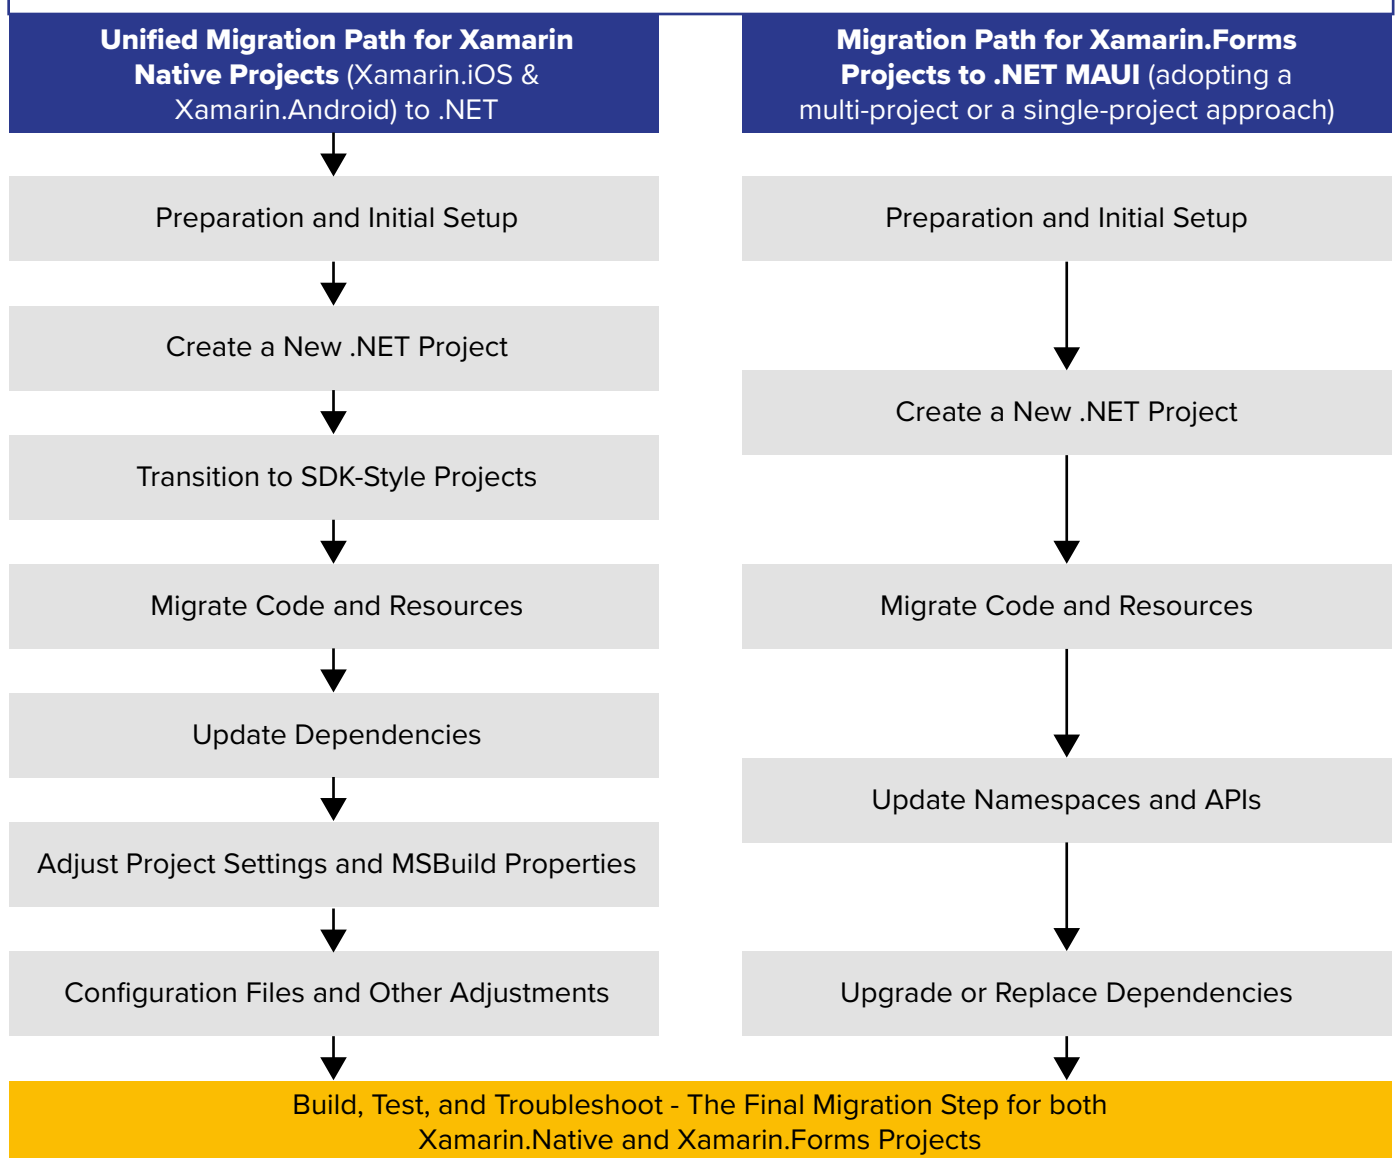 Unified Migration Path for Xamarin
Native Projects (Xamarin.iOS &
Xamarin.Android) to .NET
Preparation and Initial Setup
Create a New .NET Project
Transition to SDK-Style Projects
Migrate Code and Resources
Update Dependencies
Adjust Project Settings and MSBuild Properties
Configuration Files and Other Adjustments
Migration Path for Xamarin.Forms
Projects to .NET MAUI (adopting a
multi-project or a single-project approach)
Preparation and Initial Setup
Create a New .NET Project
Migrate Code and Resources
Update Namespaces and APIs
Upgrade or Replace Dependencies
Build, Test, and Troubleshoot - The Final Migration Step for both
Xamarin.Native and Xamarin.Forms Projects